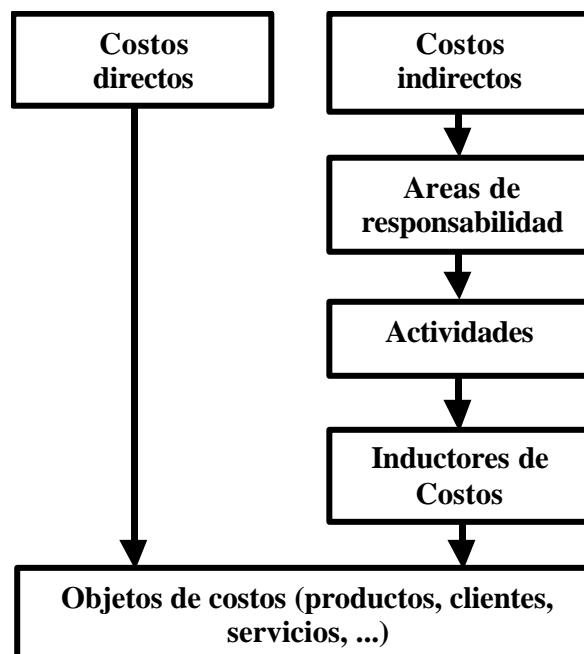 Costos
directos
Costos
indirectos
Areas de
responsabilidad
Actividades
Inductores de
Costos
Objetos de costos (productos, clientes,
servicios, ...)